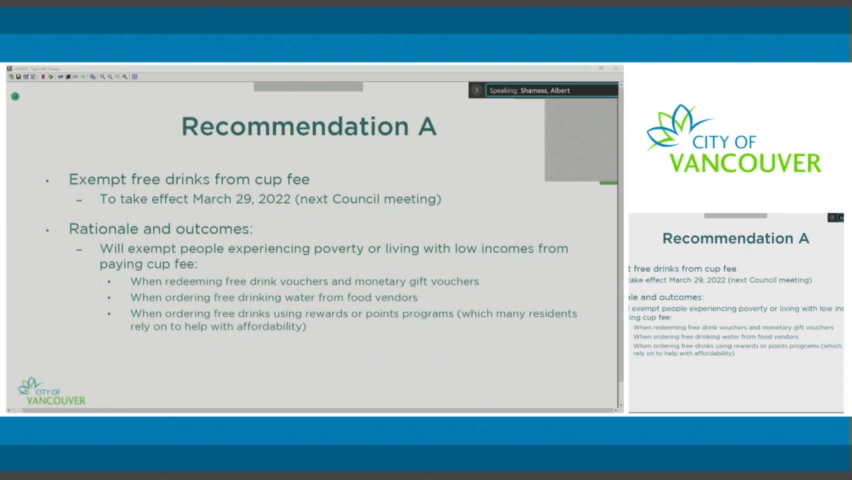 Speaking: Shamess, Albert
Recommendation A
• Exempt free drinks from cup fee
– To take effect March 29, 2022 (next Council meeting)
• Rationale and outcomes:
– Will exempt people experiencing poverty or living with low incomes from
paying cup fee:
• When redeeming free drink vouchers and monetary gift vouchers
• When ordering free drinking water from food vendors
• When ordering free drinks using rewards or points programs (which many residents
rely on to help with affordability)
CITY OF
VANCOUVER
CITY OF
VANCOUVER
Recommendation A
t free drinks from cup fee
take effect March 29, 2022 (next Council meeting)
ale and outcomes:
exempt people experiencing poverty or living with low in
ing cup fee:
When redeeming free drink vouchers and monetary gift vouchers
When ordering free drinking water from food vendors
When ordering free drinks using rewards or points programs (which
rely on to help with affordability)